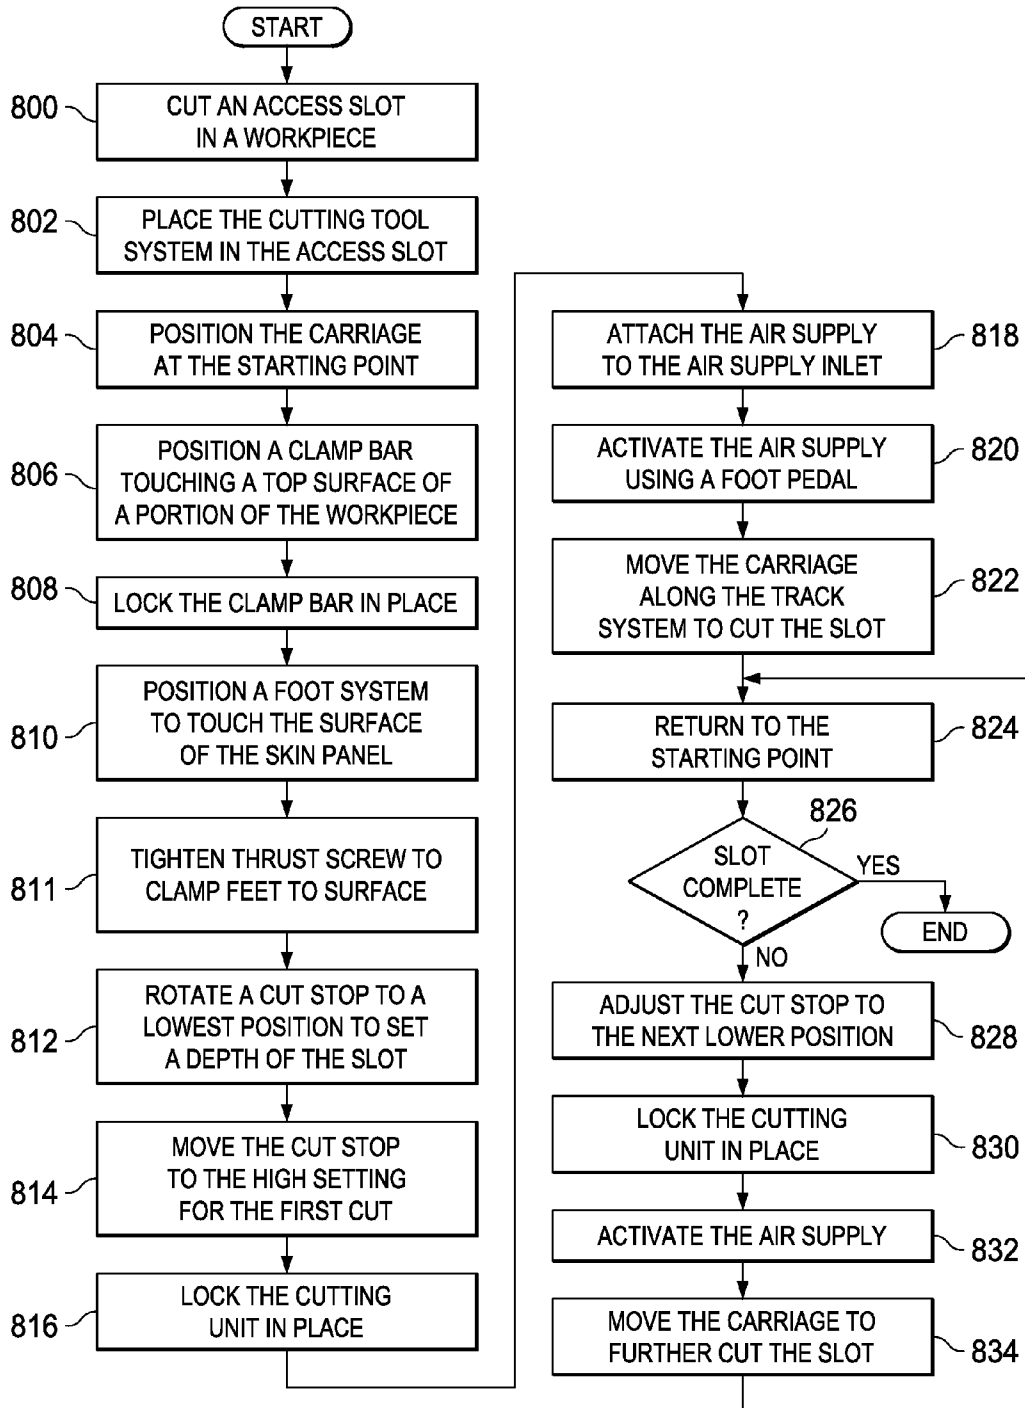 START
800
CUT AN ACCESS SLOT
IN A WORKPIECE
802
PLACE THE CUTTING TOOL
SYSTEM IN THE ACCESS SLOT
804
POSITION THE CARRIAGE
AT THE STARTING POINT
806
POSITION A CLAMP BAR
TOUCHING A TOP SURFACE OF
A PORTION OF THE WORKPIECE
808
LOCK THE CLAMP BAR IN PLACE
810
POSITION A FOOT SYSTEM
TO TOUCH THE SURFACE
OF THE SKIN PANEL
811
TIGHTEN THRUST SCREW TO
CLAMP FEET TO SURFACE
812
ROTATE A CUT STOP TO A
LOWEST POSITION TO SET
A DEPTH OF THE SLOT
814
MOVE THE CUT STOP
TO THE HIGH SETTING
FOR THE FIRST CUT
816
LOCK THE CUTTING
UNIT IN PLACE
ATTACH THE AIR SUPPLY
TO THE AIR SUPPLY INLET
818
ACTIVATE THE AIR SUPPLY
USING A FOOT PEDAL
820
MOVE THE CARRIAGE
ALONG THE TRACK
SYSTEM TO CUT THE SLOT
822
RETURN TO THE
STARTING POINT
824
826
SLOT
COMPLETE
?
YES
END
NO
ADJUST THE CUT STOP TO
THE NEXT LOWER POSITION
828
LOCK THE CUTTING
UNIT IN PLACE
830
ACTIVATE THE AIR SUPPLY
832
MOVE THE CARRIAGE TO
FURTHER CUT THE SLOT
834